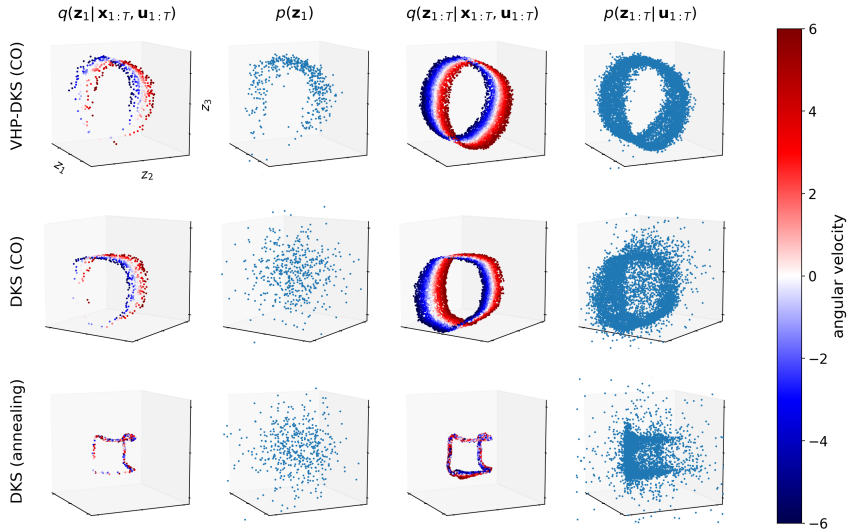 q(z₁| x₁:T, u₁:T)
p(z₁)
q(z₁:T| x₁:T, u₁:T)
p(z₁:T| u₁:T)
VHP-DKS (CO)
z₁
z₂
z₃
DKS (CO)
DKS (annealing)
6
4
2
0
−2
−4
−6
angular velocity